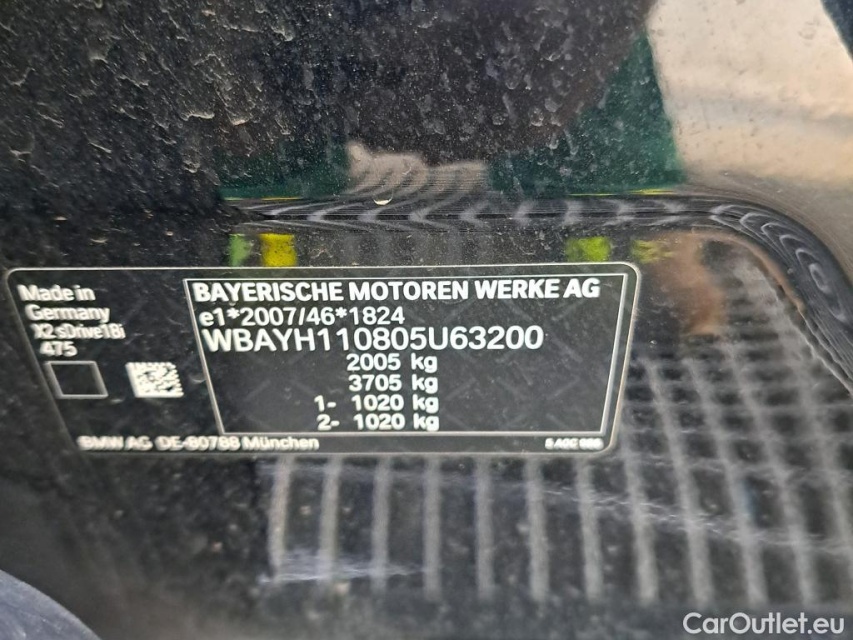 Made in
Germany
X2 sDrive18i
475
BAYERISCHE MOTOREN WERKE AG
e1*2007/46*1824
WBAYH110805U63200
2005 kg
3705 kg
1- 1020 kg
2- 1020 kg
BMW AG DE-80788 München
CarOutlet.eu